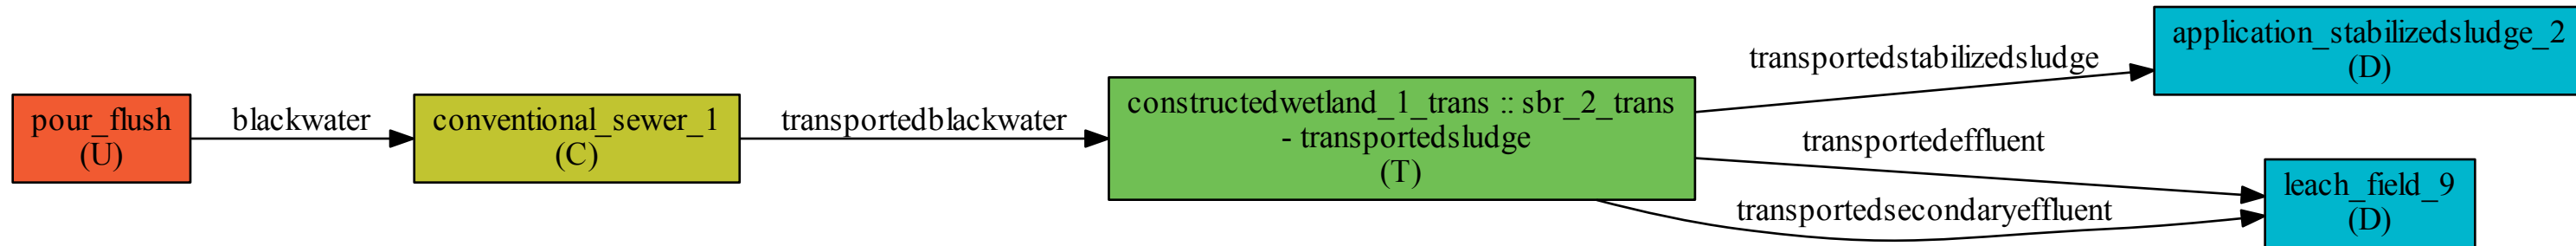 pour_flush
(U)
blackwater
conventional_sewer_1
(C)
transportedblackwater
constructedwetland_1_trans :: sbr_2_trans
- transportedsludge
(T)
transportedstabilizedsludge
transportedeffluent
transportedsecondaryeffluent
application_stabilizedsludge_2
(D)
leach_field_9
(D)